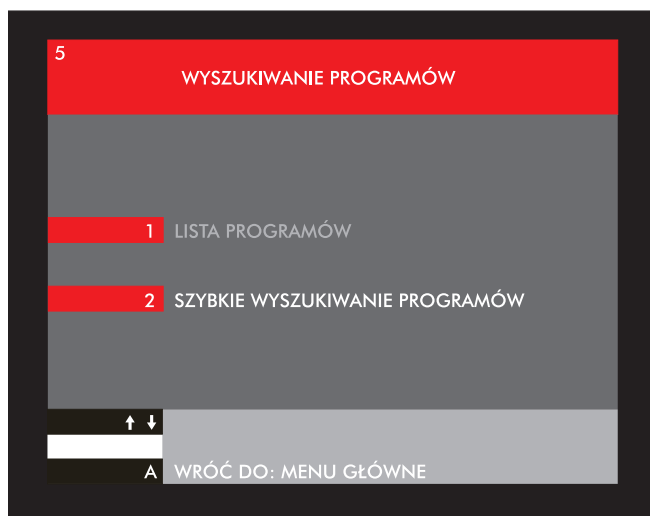 5
WYSZUKIWANIE PROGRAMÓW
1 LISTA PROGRAMÓW
2 SZYBKIE WYSZUKIWANIE PROGRAMÓW
↑ ↓
A WRÓĆ DO: MENU GŁÓWNE